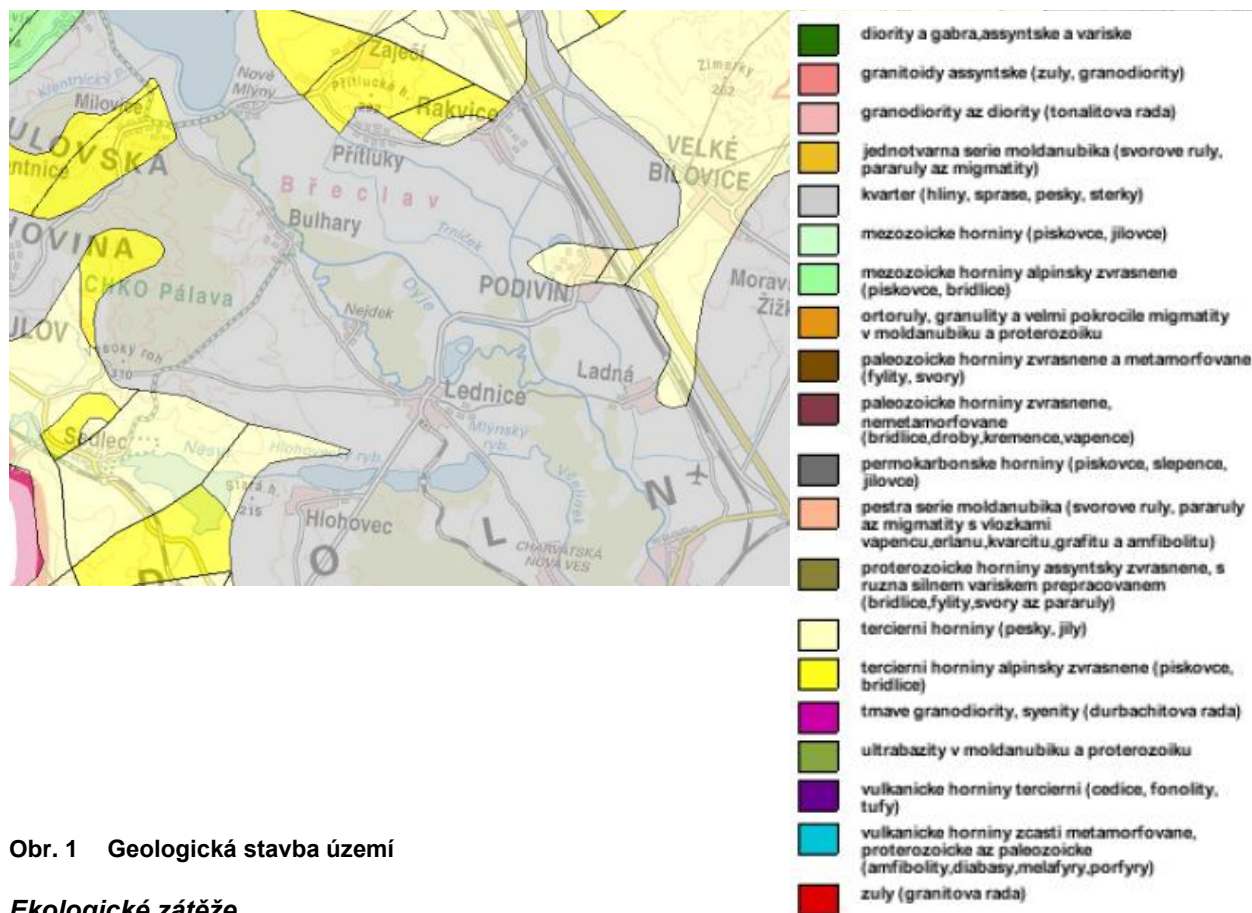 Zaječí
Nové
Mlýny
Přítlucká h.
Rakvice
Milovice
Přítluky
VELKÉ
BÍLOVICE
Břeclav
Bulhary
Trníček
CHKO Pálava
Dyje
PODIVÍN
Nejdek
Ladná
310
Lednice
Sedlec
Mlýnský
ryb.
Hlohovecký ryb.
Stará h.
215
Hlohovec
CHARVÁTSKÁ
NOVÁ VES
diority a gabra,assyntske a variske
granitoidy assyntske (zuly, granodiority)
granodiority az diority (tonalitova rada)
jednotvarna serie moldanubika (svorove ruly,
pararuly az migmatity)
kvarter (hliny, sprase, pesky, sterky)
mezozoicke horniny (piskovce, jilovce)
mezozoicke horniny alpinsky zvrasnene
(piskovce, bridlice)
ortoruly, granulity a velmi pokrocile migmatity
v moldanubiku a proterozoiku
paleozoicke horniny zvrasnene a metamorfovane
(fylity, svory)
paleozoicke horniny zvrasnene,
nemetamorfovane
(bridlice,droby,kremence,vapence)
permokarbonske horniny (piskovce, slepence,
jilovce)
pestra serie moldanubika (svorove ruly, pararuly
az migmatity s vlozkami
vapencu,erlanu,kvarcitu,grafitu a amfibolitu)
proterozoicke horniny assyntsky zvrasnene, s
ruzna silnem variskem prepracovanem
(bridlice,fylity,svory az pararuly)
tercierni horniny (pesky, jily)
tercierni horniny alpinsky zvrasnene (piskovce,
bridlice)
tmave granodiority, syenity (durbachitova rada)
ultrabazity v moldanubiku a proterozoiku
vulkanicke horniny tercierni (cedice, fonolity,
tufy)
vulkanicke horniny zcasti metamorfovane,
proterozoicke az paleozoicke
(amfibolity,diabasy,melafyry,porfyry)
zuly (granitova rada)
Obr. 1 Geologická stavba území
Ekologické zátěže